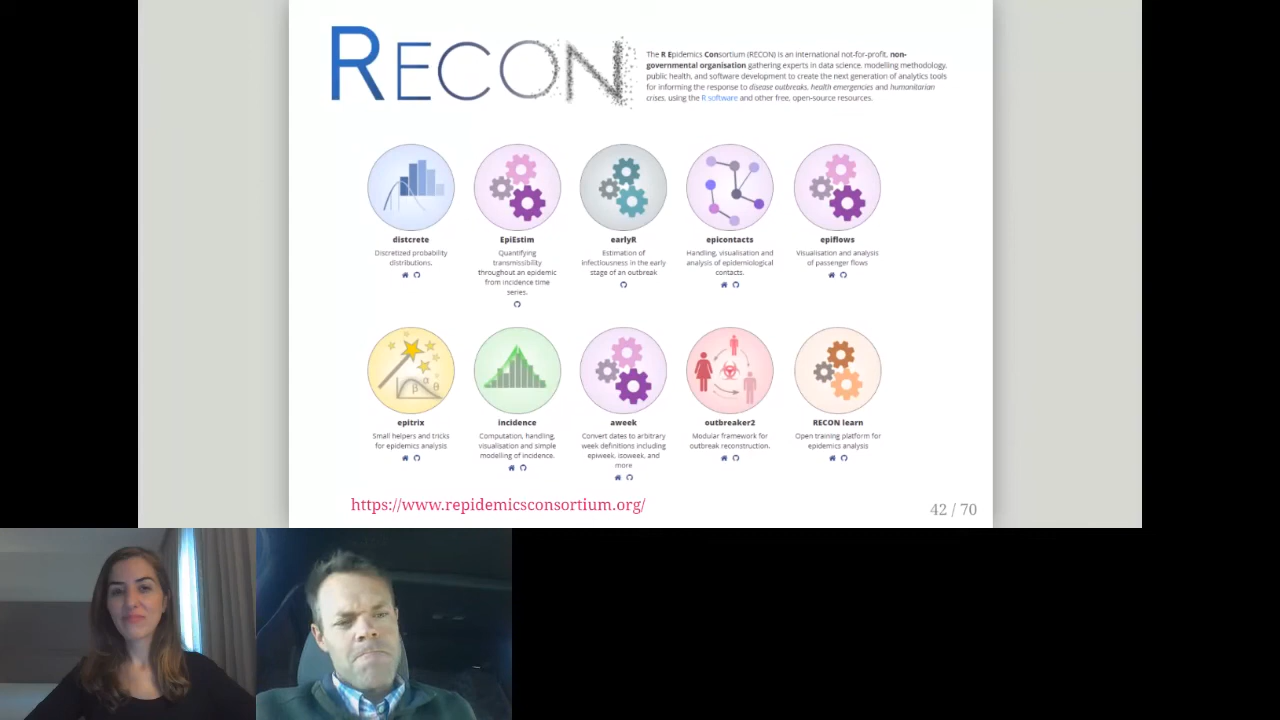 RECON
The R Epidemics Consortium (RECON) is an international not-for-profit, non-
governmental organisation gathering experts in data science, modelling methodology,
public health, and software development to create the next generation of analytics tools
for informing the response to disease outbreaks, health emergencies and humanitarian
crises, using the R software and other free, open-source resources.
distcrete
Discretized probability
distributions.
EpiEstim
Quantifying
transmissibility
throughout an epidemic
from incidence time
series.
earlyR
Estimation of
infectiousness in the early
stage of an outbreak
epicontacts
Handling, visualisation and
analysis of epidemiological
contacts.
epiflows
Visualisation and analysis
of passenger flows
α
β
θ
epitrix
Small helpers and tricks
for epidemics analysis
incidence
Computation, handling,
visualisation and simple
modelling of incidence.
aweek
Convert dates to arbitrary
week definitions including
epiweek, isoweek, and
more
outbreaker2
Modular framework for
outbreak reconstruction.
RECON learn
Open training platform for
epidemics analysis
https://www.repidemicsconsortium.org/
42 / 70